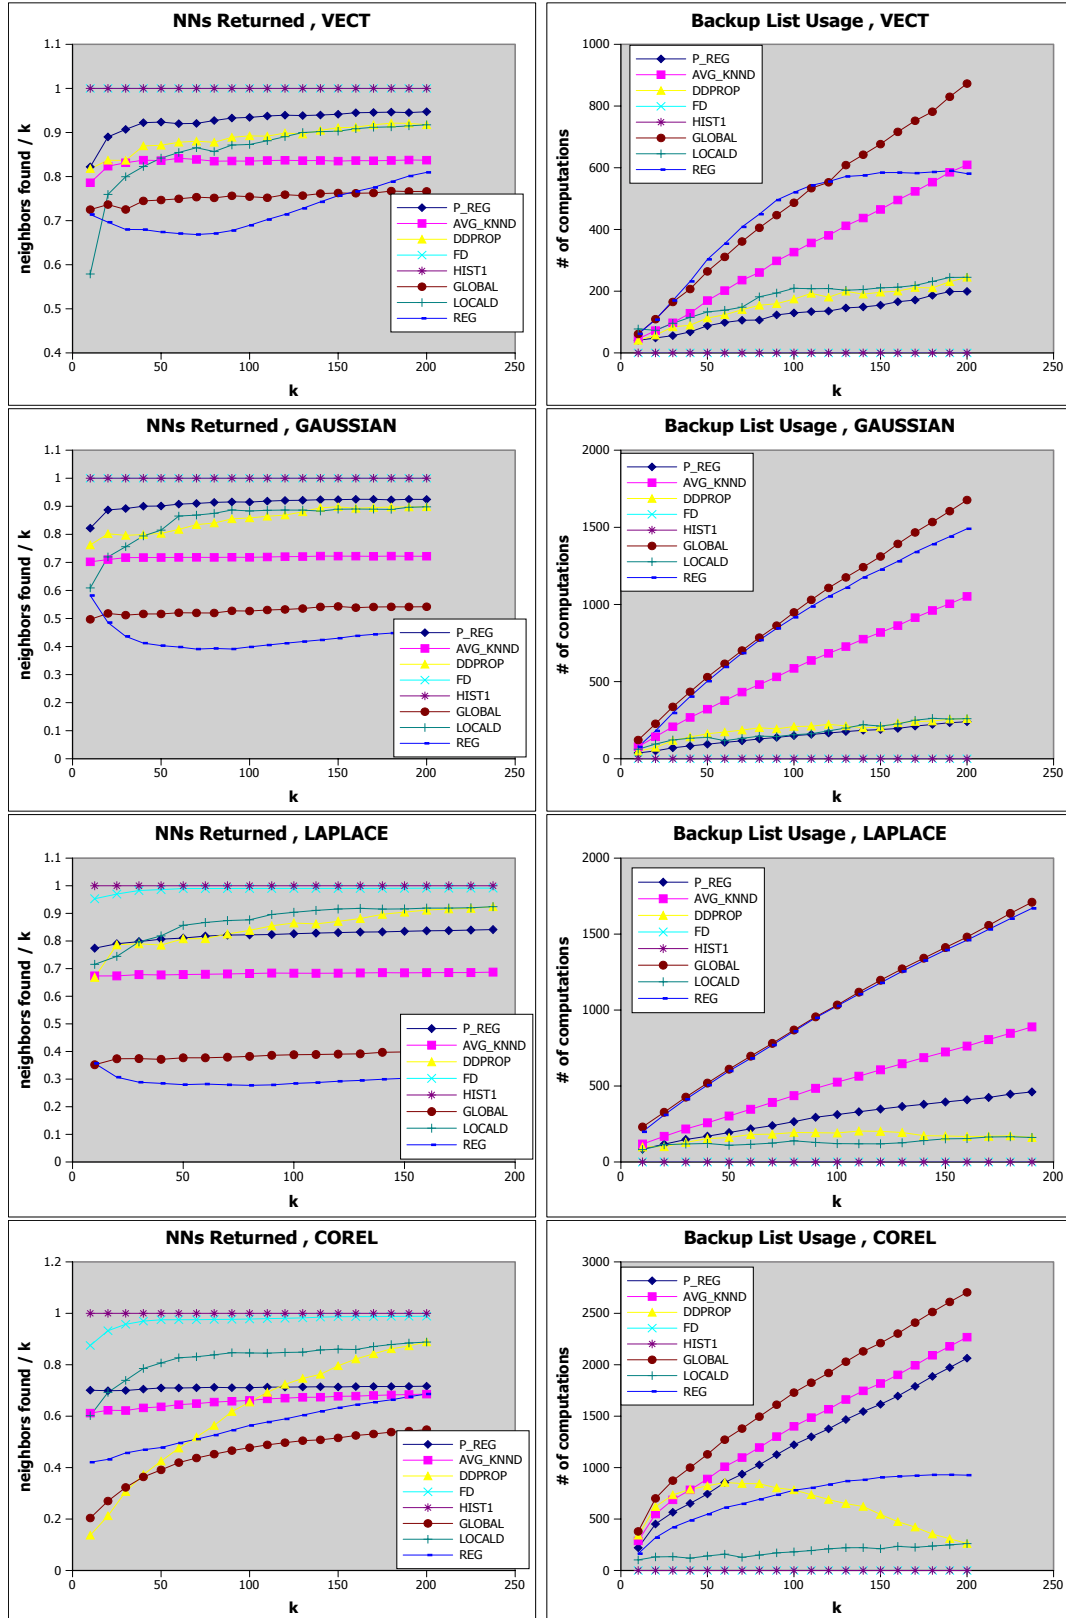 NNs Returned , VECT
neighbors found / k
1.1
1
0.9
0.8
0.7
0.6
0.5
0.4
0 50 100 150 200 250
k
P_REG
AVG_KNND
DDPROP
FD
HIST1
GLOBAL
LOCALD
REG
Backup List Usage , VECT
# of computations
1000
800
600
400
200
0
0 50 100 150 200 250
k
P_REG
AVG_KNND
DDPROP
FD
HIST1
GLOBAL
LOCALD
REG
NNs Returned , GAUSSIAN
neighbors found / k
1.1
1
0.9
0.8
0.7
0.6
0.5
0.4
0.3
0.2
0.1
0
0 50 100 150 200 250
k
P_REG
AVG_KNND
DDPROP
FD
HIST1
GLOBAL
LOCALD
REG
Backup List Usage , GAUSSIAN
# of computations
2000
1500
1000
500
0
0 50 100 150 200 250
k
P_REG
AVG_KNND
DDPROP
FD
HIST1
GLOBAL
LOCALD
REG
NNs Returned , LAPLACE
neighbors found / k
1.1
1
0.9
0.8
0.7
0.6
0.5
0.4
0.3
0.2
0.1
0
0 50 100 150 200
k
P_REG
AVG_KNND
DDPROP
FD
HIST1
GLOBAL
LOCALD
REG
Backup List Usage , LAPLACE
# of computations
2000
1500
1000
500
0
0 50 100 150 200
k
P_REG
AVG_KNND
DDPROP
FD
HIST1
GLOBAL
LOCALD
REG
NNs Returned , COREL
neighbors found / k
1.2
1
0.8
0.6
0.4
0.2
0
0 50 100 150 200 250
k
P_REG
AVG_KNND
DDPROP
FD
HIST1
GLOBAL
LOCALD
REG
Backup List Usage , COREL
# of computations
3000
2500
2000
1500
1000
500
0
0 50 100 150 200 250
k
P_REG
AVG_KNND
DDPROP
FD
HIST1
GLOBAL
LOCALD
REG